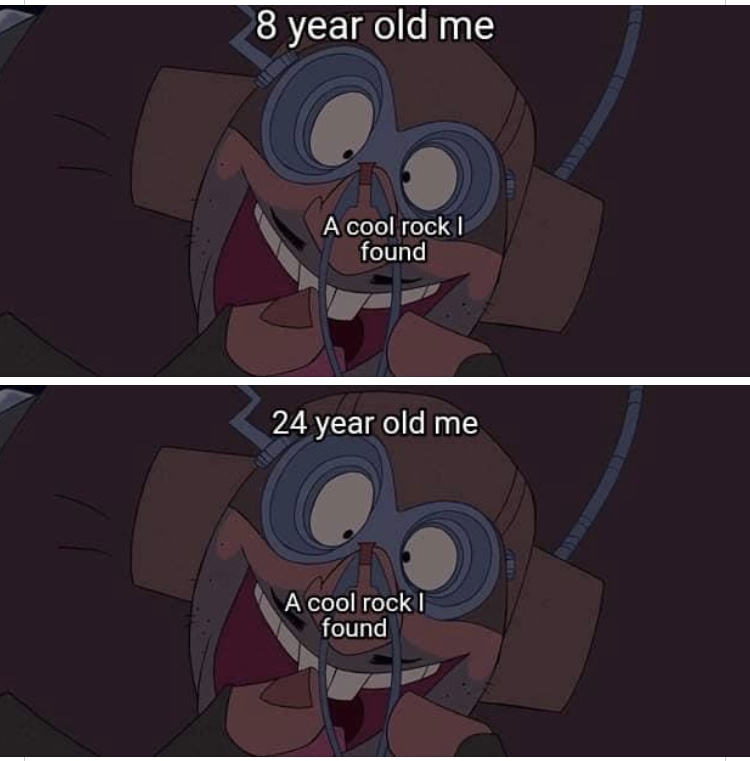 8 year old me
A cool rock I
found
24 year old me
A cool rock I
found